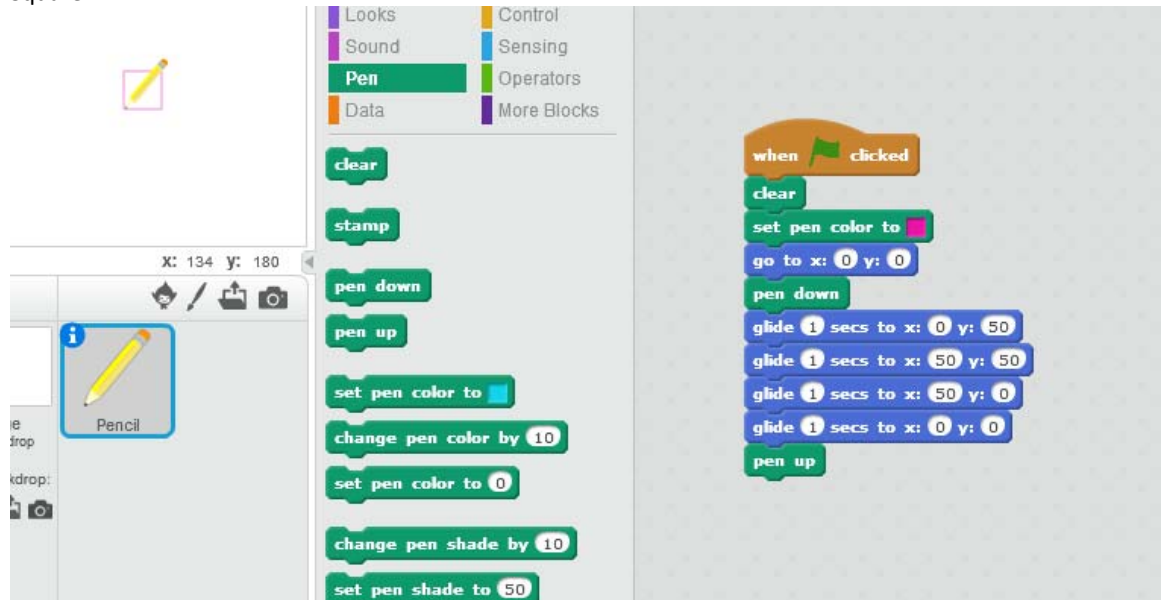 Looks Control
Sound Sensing
Pen Operators
Data More Blocks
clear
stamp
x: 134 y: 180
pen down
pen up
i
Pencil
set pen color to
change pen color by 10
set pen color to 0
change pen shade by 10
set pen shade to 50
when clicked
clear
set pen color to
go to x: 0 y: 0
pen down
glide 1 secs to x: 0 y: 50
glide 1 secs to x: 50 y: 50
glide 1 secs to x: 50 y: 0
glide 1 secs to x: 0 y: 0
pen up